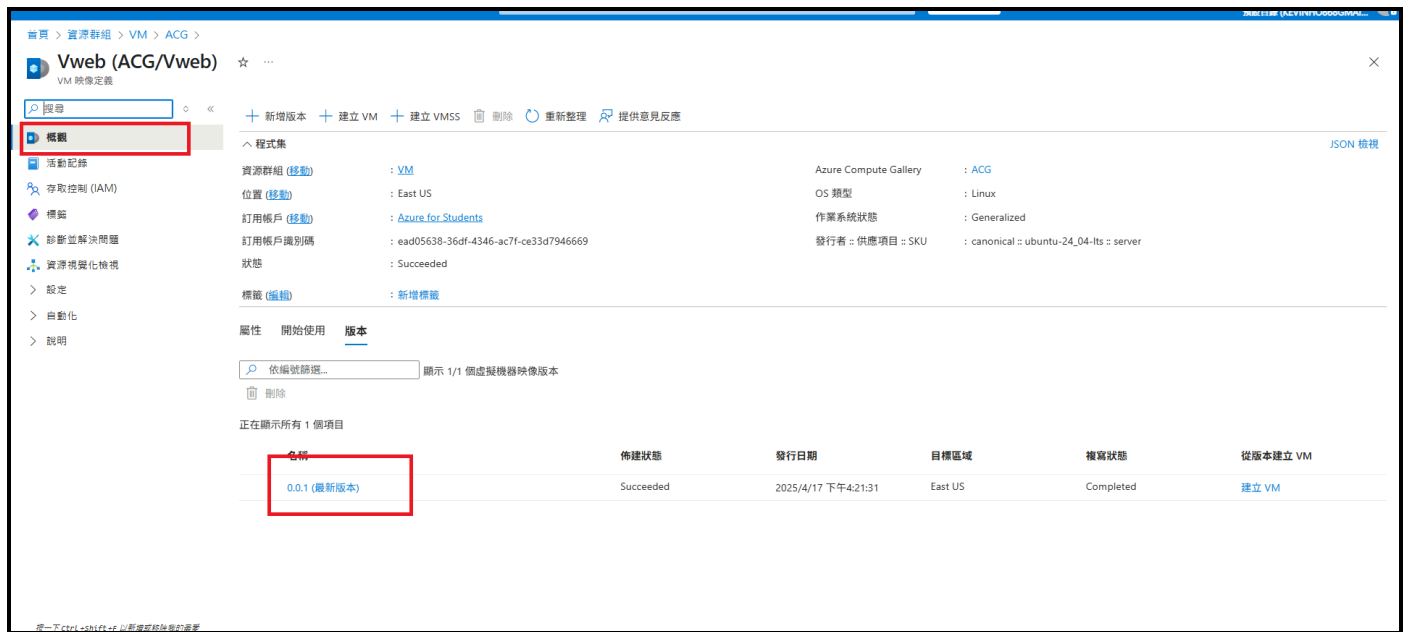 首頁 > 資源群組 > VM > ACG >
Vweb (ACG/Vweb)
VM 映像定義
搜尋
新增版本 建立 VM 建立 VMSS 刪除 重新整理 提供意見反應
概觀
活動記錄
存取控制 (IAM)
標籤
診斷並解決問題
資源視覺化檢視
設定
自動化
說明
程式集
JSON 檢視
資源群組 (移動) : VM
位置 (移動) : East US
訂用帳戶 (移動) : Azure for Students
訂用帳戶識別碼 : ead05638-36df-4346-ac7f-ce33d7946669
狀態 : Succeeded
標籤 (編輯) : 新增標籤
Azure Compute Gallery : ACG
OS 類型 : Linux
作業系統狀態 : Generalized
發行者 :: 供應項目 :: SKU : canonical :: ubuntu-24_04-lts :: server
屬性 開始使用 版本
依編號篩選... 顯示 1/1 個虛擬機器映像版本
刪除
正在顯示所有 1 個項目
名稱 佈建狀態 發行日期 目標區域 複寫狀態 從版本建立 VM
0.0.1 (最新版本) Succeeded 2025/4/17 下午4:21:31 East US Completed 建立 VM